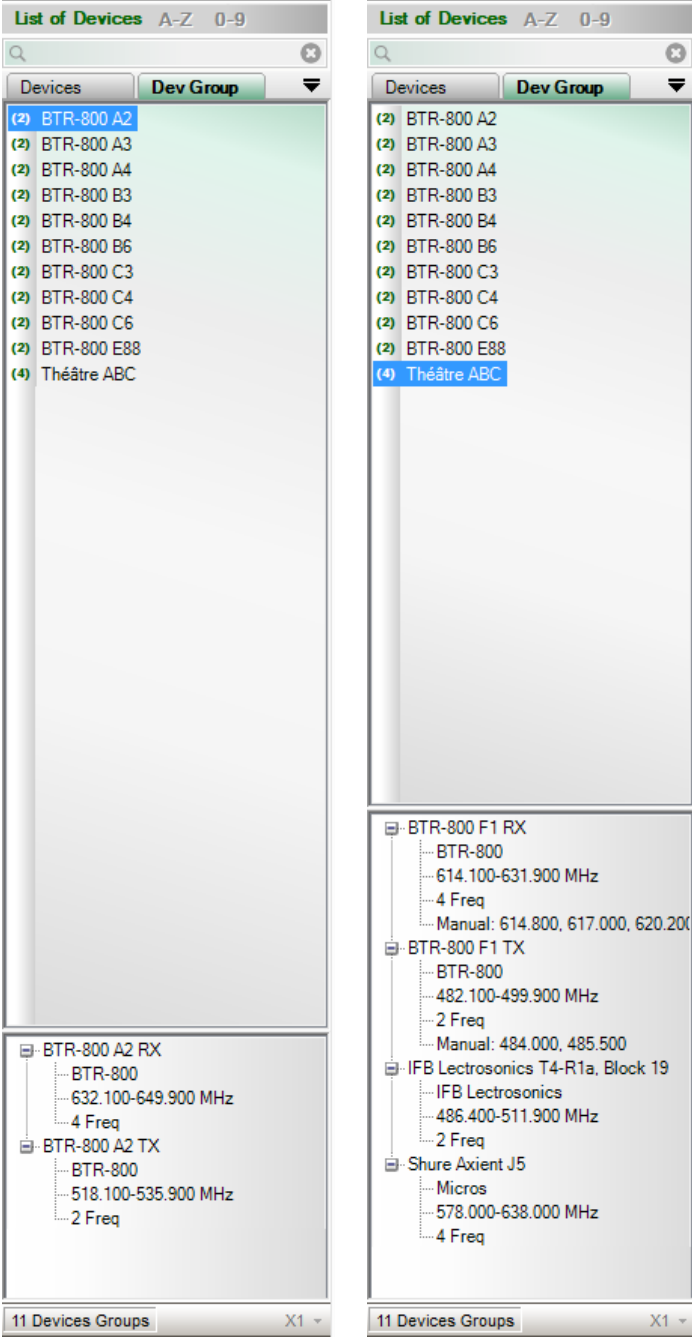 List of Devices A-Z 0-9
Devices Dev Group
(2) BTR-800 A2
(2) BTR-800 A3
(2) BTR-800 A4
(2) BTR-800 B3
(2) BTR-800 B4
(2) BTR-800 B6
(2) BTR-800 C3
(2) BTR-800 C4
(2) BTR-800 C6
(2) BTR-800 E88
(4) Théâtre ABC
BTR-800 A2 RX
BTR-800
632.100-649.900 MHz
4 Freq
BTR-800 A2 TX
BTR-800
518.100-535.900 MHz
2 Freq
11 Devices Groups X1
List of Devices A-Z 0-9
Devices Dev Group
(2) BTR-800 A2
(2) BTR-800 A3
(2) BTR-800 A4
(2) BTR-800 B3
(2) BTR-800 B4
(2) BTR-800 B6
(2) BTR-800 C3
(2) BTR-800 C4
(2) BTR-800 C6
(2) BTR-800 E88
(4) Théâtre ABC
BTR-800 F1 RX
BTR-800
614.100-631.900 MHz
4 Freq
Manual: 614.800, 617.000, 620.200
BTR-800 F1 TX
BTR-800
482.100-499.900 MHz
2 Freq
Manual: 484.000, 485.500
IFB Lectrosonics T4-R1a, Block 19
IFB Lectrosonics
486.400-511.900 MHz
2 Freq
Shure Axient J5
Micros
578.000-638.000 MHz
4 Freq
11 Devices Groups X1